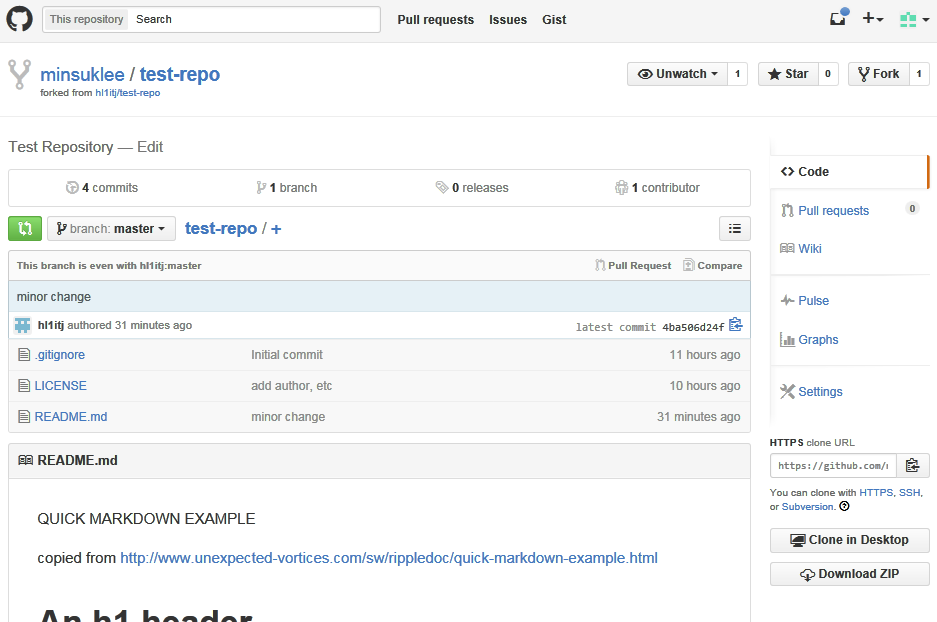 This repository Search Pull requests Issues Gist
minsuklee / test-repo Unwatch 1 Star 0 Fork 1
forked from hl1itj/test-repo
Test Repository — Edit
4 commits 1 branch 0 releases 1 contributor
branch: master test-repo / +
This branch is even with hl1itj:master Pull Request Compare
minor change
hl1itj authored 31 minutes ago latest commit 4ba506d24f
.gitignore Initial commit 11 hours ago
LICENSE add author, etc 10 hours ago
README.md minor change 31 minutes ago
README.md
QUICK MARKDOWN EXAMPLE
copied from http://www.unexpected-vortices.com/sw/rippledoc/quick-markdown-example.html
An h1 header
Code
Pull requests 0
Wiki
Pulse
Graphs
Settings
HTTPS clone URL
https://github.com/
You can clone with HTTPS, SSH,
or Subversion.
Clone in Desktop
Download ZIP